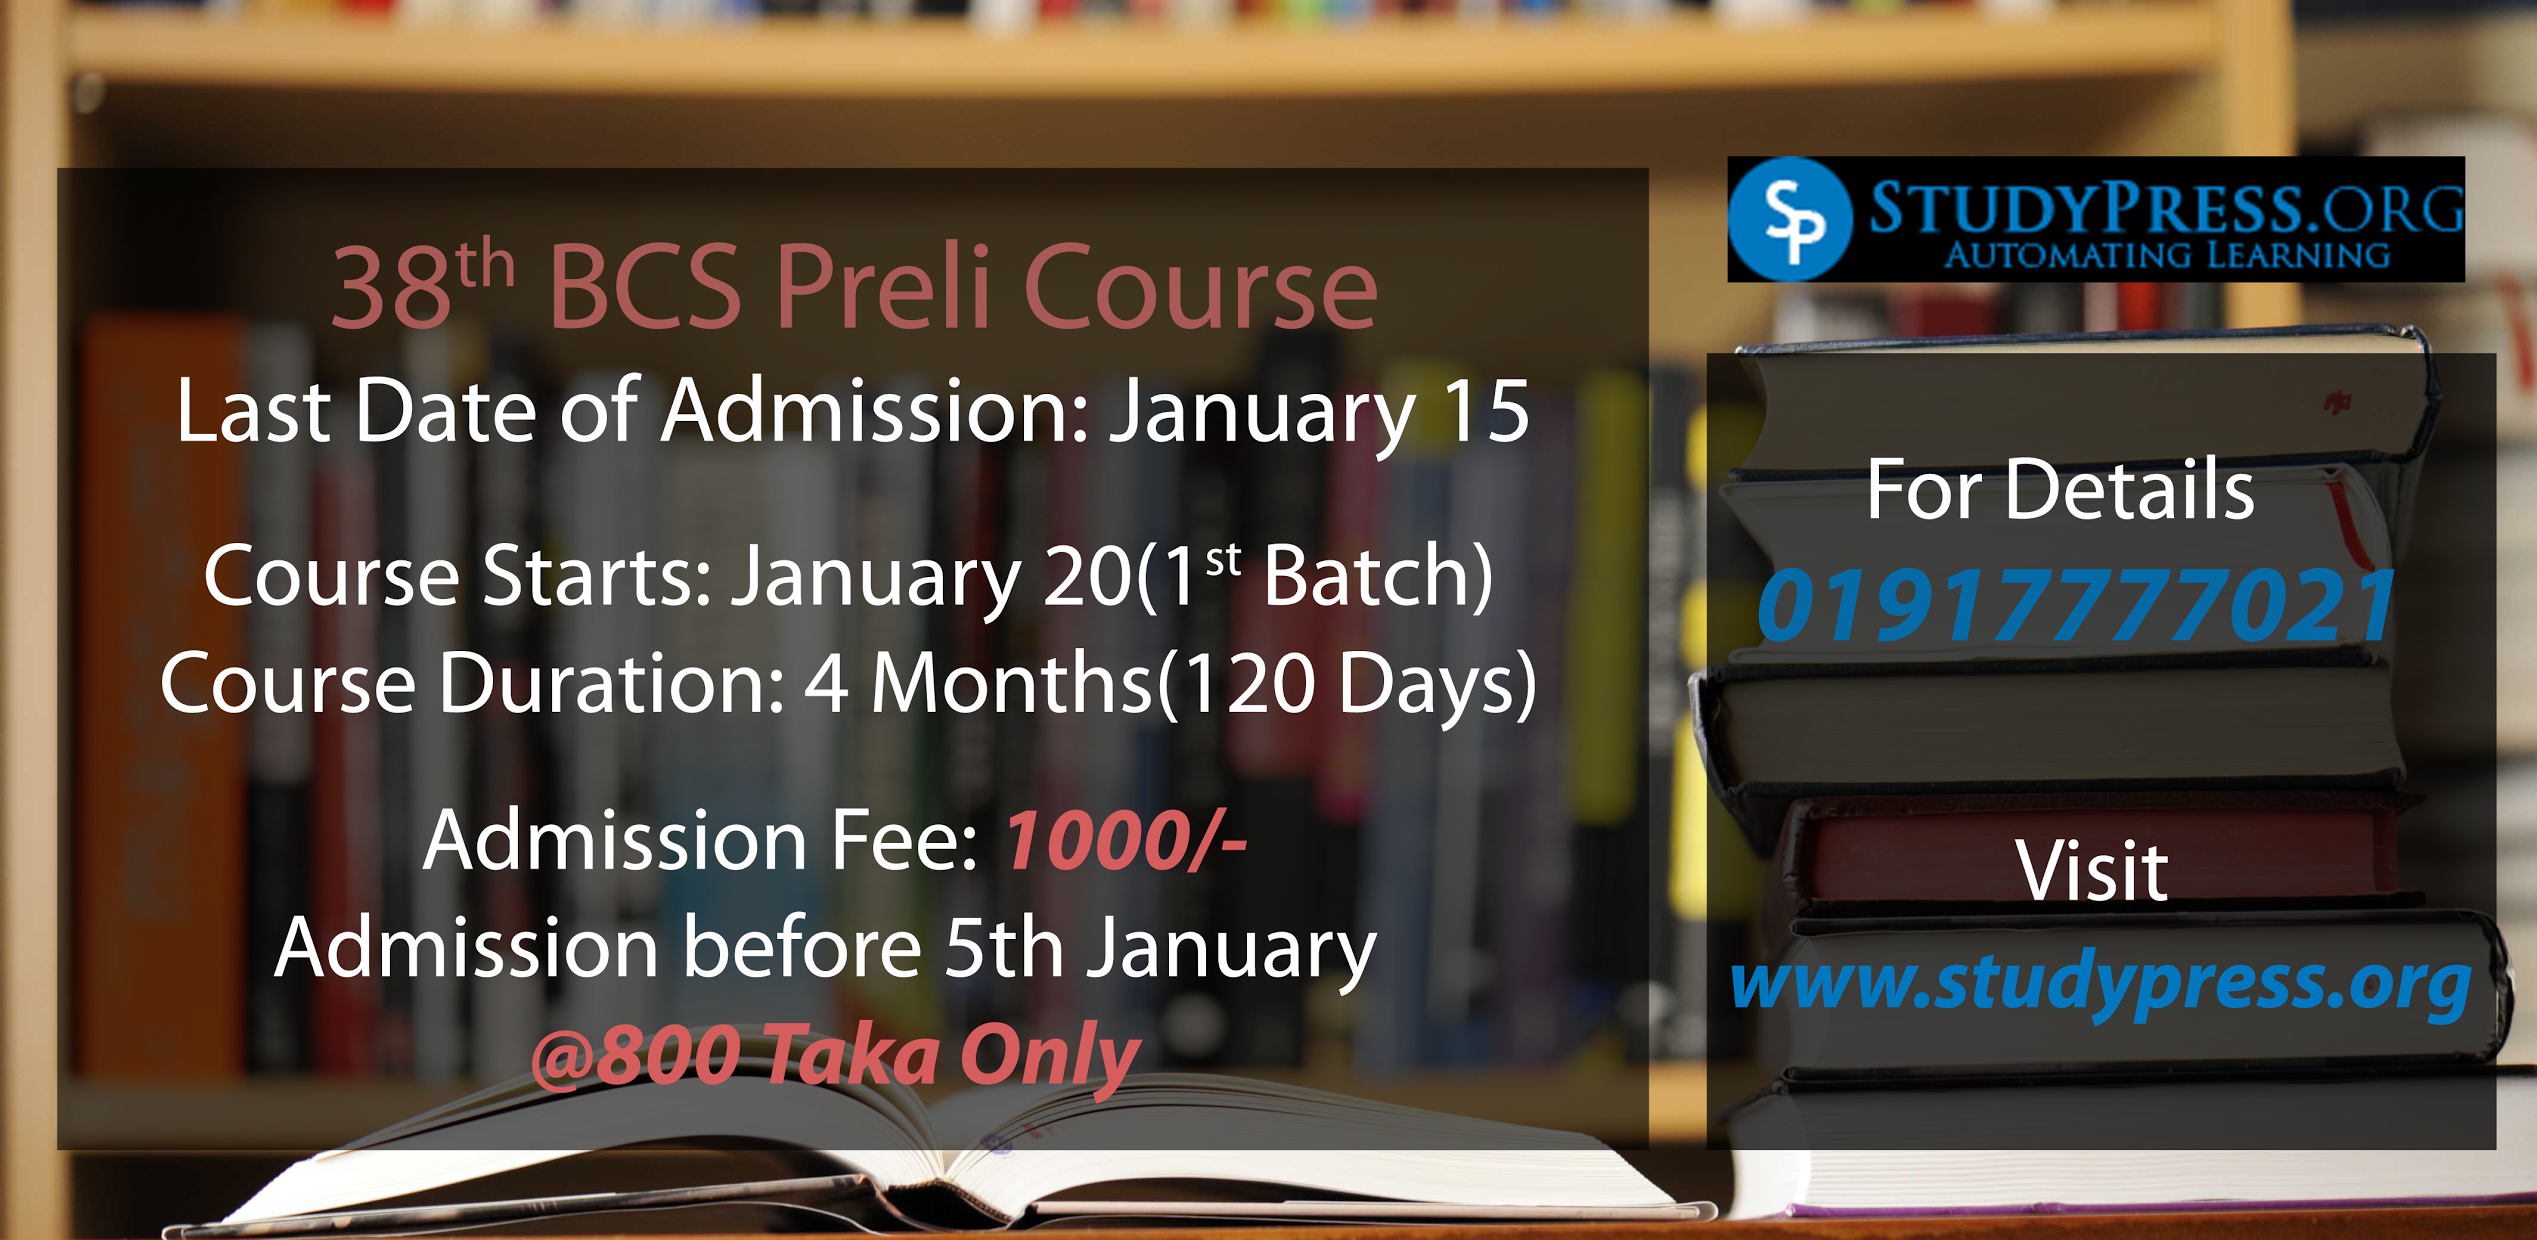 38th BCS Preli Course
Last Date of Admission: January 15
Course Starts: January 20(1st Batch)
Course Duration: 4 Months(120 Days)
Admission Fee: 1000/-
Admission before 5th January
@800 Taka Only
SP STUDYPRESS.ORG
AUTOMATING LEARNING
For Details
01917777021
Visit
www.studypress.org